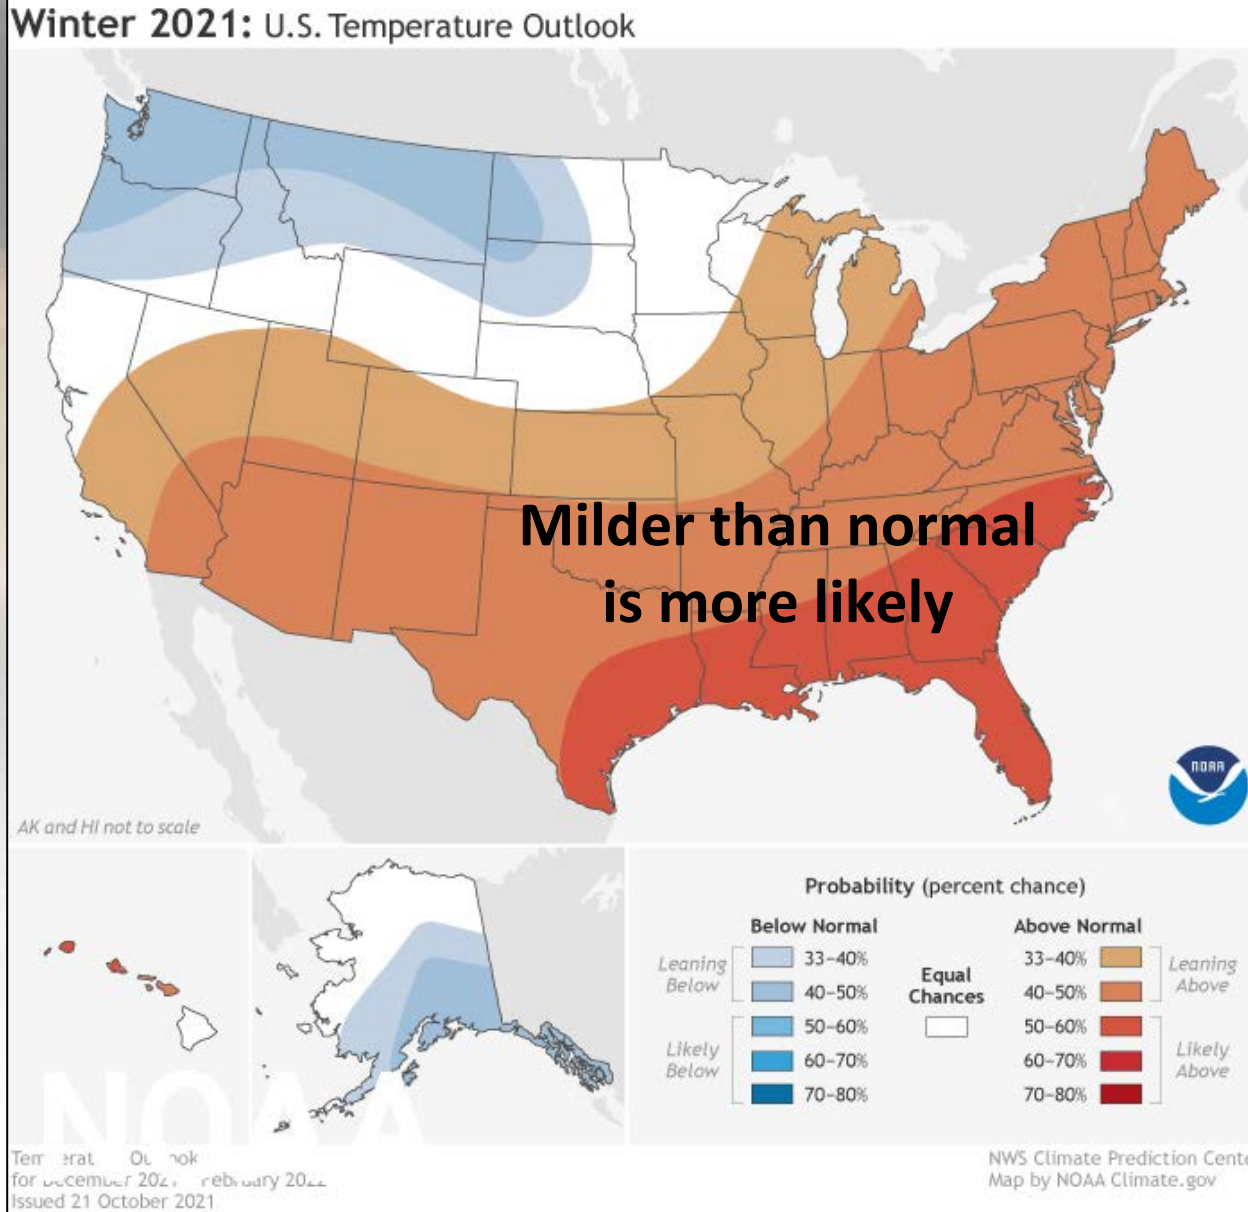 Winter 2021: U.S. Temperature Outlook
Milder than normal
is more likely
NOAA
AK and HI not to scale
Probability (percent chance)
Below Normal
Above Normal
Leaning
Below
33–40%
40–50%
Likely
Below
50–60%
60–70%
70–80%
Equal
Chances
33–40%
40–50%
Leaning
Above
50–60%
60–70%
70–80%
Likely
Above
NOAA
for
Issued 21 October 2021
NWS Climate Prediction Cente
Map by NOAA Climate.gov